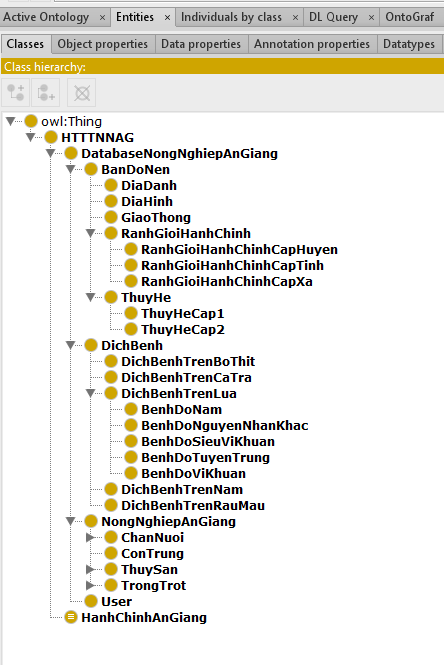 Active Ontology × Entities × Individuals by class × DL Query × OntoGraf
Classes Object properties Data properties Annotation properties Datatypes
Class hierarchy:
owl:Thing
HTTTNNAG
DatabaseNongNghiepAnGiang
BanDoNen
DiaDanh
DiaHinh
GiaoThong
RanhGioiHanhChinh
RanhGioiHanhChinhCapHuyen
RanhGioiHanhChinhCapTinh
RanhGioiHanhChinhCapXa
ThuyHe
ThuyHeCap1
ThuyHeCap2
DichBenh
DichBenhTrenBoThit
DichBenhTrenCaTra
DichBenhTrenLua
BenhDoNam
BenhDoNguyenNhanKhac
BenhDoSieuViKhuan
BenhDoTuyenTrung
BenhDoViKhuan
DichBenhTrenNam
DichBenhTrenRauMau
NongNghiepAnGiang
ChanNuoi
ConTrung
ThuySan
TrongTrot
User
HanhChinhAnGiang